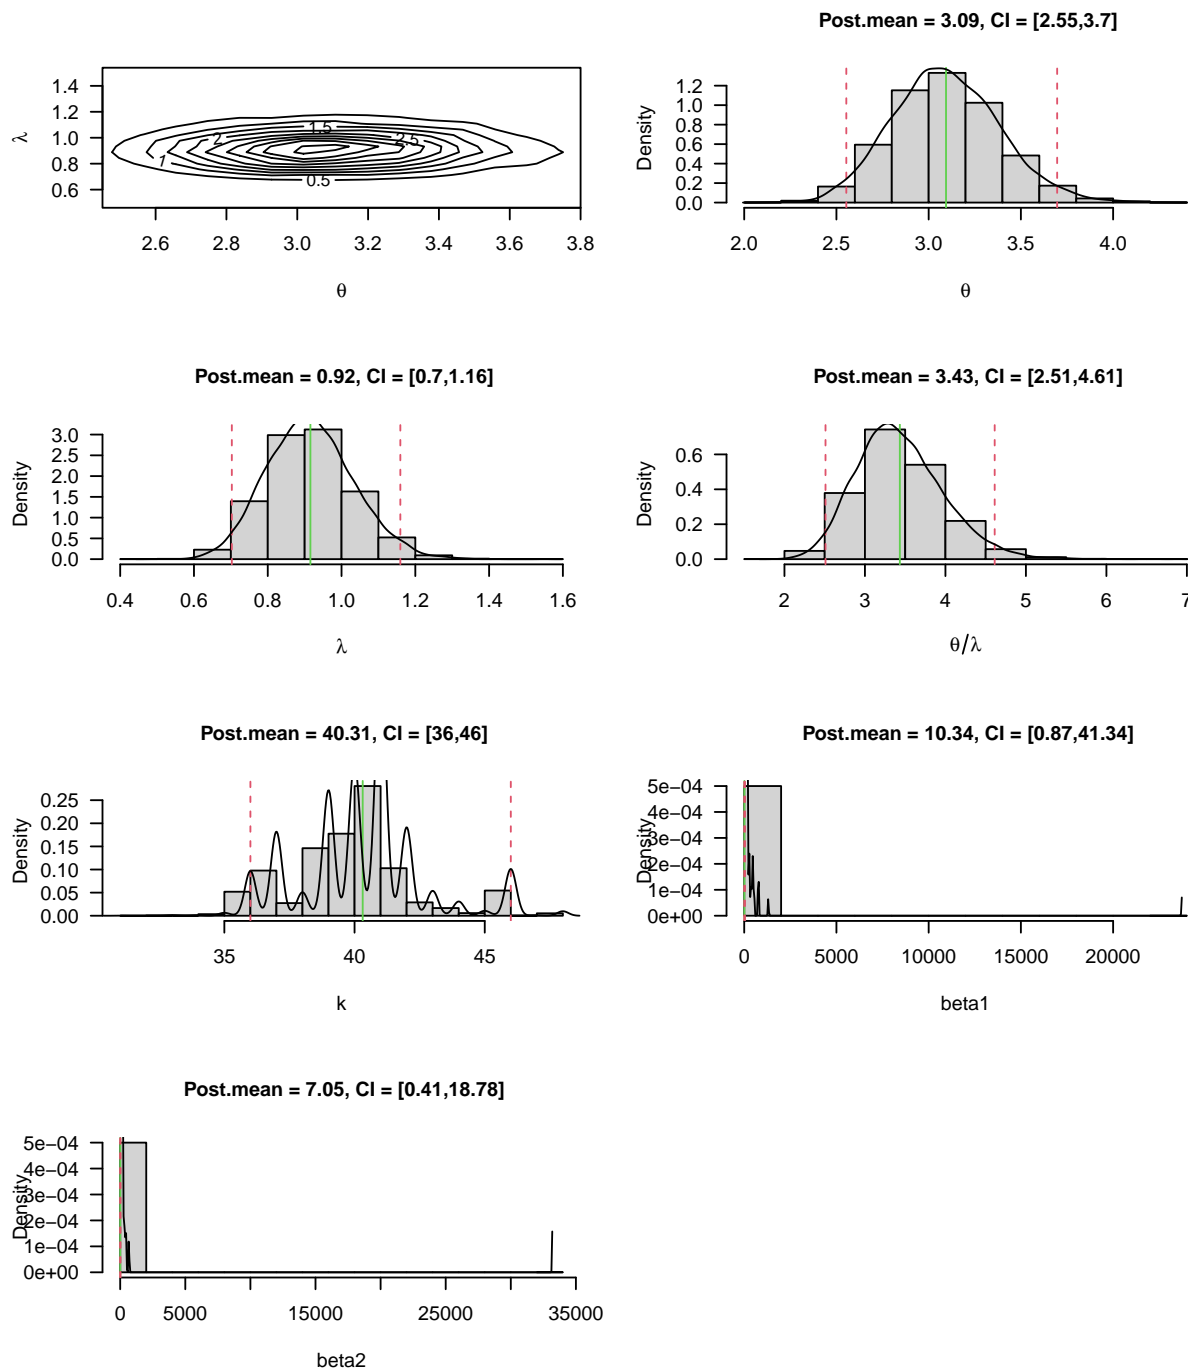 1.4
1.2
1.0
0.8
0.6
λ
1.5
2
2.5
1
0.5
2.6 2.8 3.0 3.2 3.4 3.6 3.8
θ
Post.mean = 3.09, CI = [2.55,3.7]
Density
1.2
1.0
0.8
0.6
0.4
0.2
0.0
2.0 2.5 3.0 3.5 4.0
θ
Post.mean = 0.92, CI = [0.7,1.16]
Density
3.0
2.5
2.0
1.5
1.0
0.5
0.0
0.4 0.6 0.8 1.0 1.2 1.4 1.6
λ
Post.mean = 3.43, CI = [2.51,4.61]
Density
0.6
0.4
0.2
0.0
2 3 4 5 6 7
θ/λ
Post.mean = 40.31, CI = [36,46]
Density
0.25
0.20
0.15
0.10
0.05
0.00
35 40 45
k
Post.mean = 10.34, CI = [0.87,41.34]
Density
5e−04
4e−04
3e−04
2e−04
1e−04
0e+00
0 5000 10000 15000 20000
beta1
Post.mean = 7.05, CI = [0.41,18.78]
Density
5e−04
4e−04
3e−04
2e−04
1e−04
0e+00
0 5000 15000 25000 35000
beta2